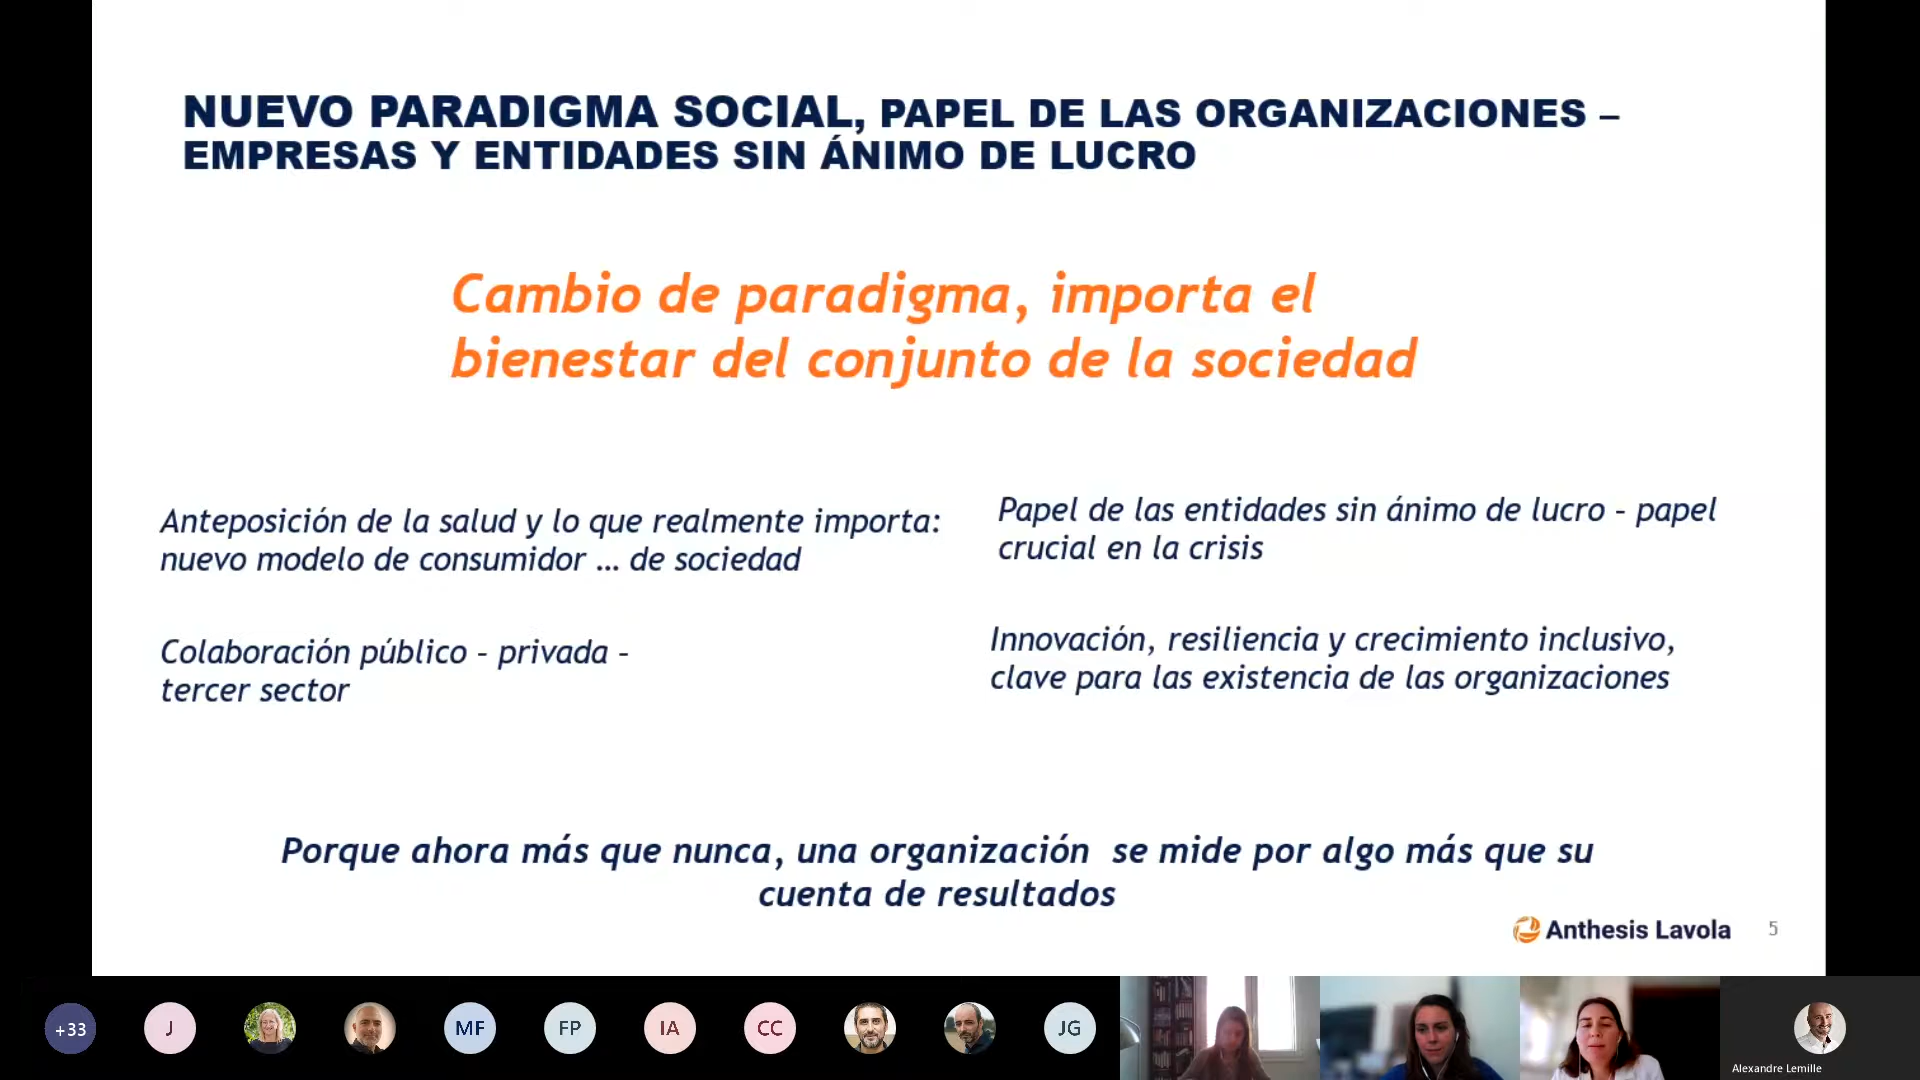 NUEVO PARADIGMA SOCIAL, PAPEL DE LAS ORGANIZACIONES –
EMPRESAS Y ENTIDADES SIN ÁNIMO DE LUCRO
Cambio de paradigma, importa el
bienestar del conjunto de la sociedad
Anteposición de la salud y lo que realmente importa:
nuevo modelo de consumidor ... de sociedad
Papel de las entidades sin ánimo de lucro – papel
crucial en la crisis
Colaboración público – privada –
tercer sector
Innovación, resiliencia y crecimiento inclusivo,
clave para las existencia de las organizaciones
Porque ahora más que nunca, una organización se mide por algo más que su
cuenta de resultados
Anthesis Lavola
5
+33
J
MF
FP
IA
CC
JG
Alexandre Lemille